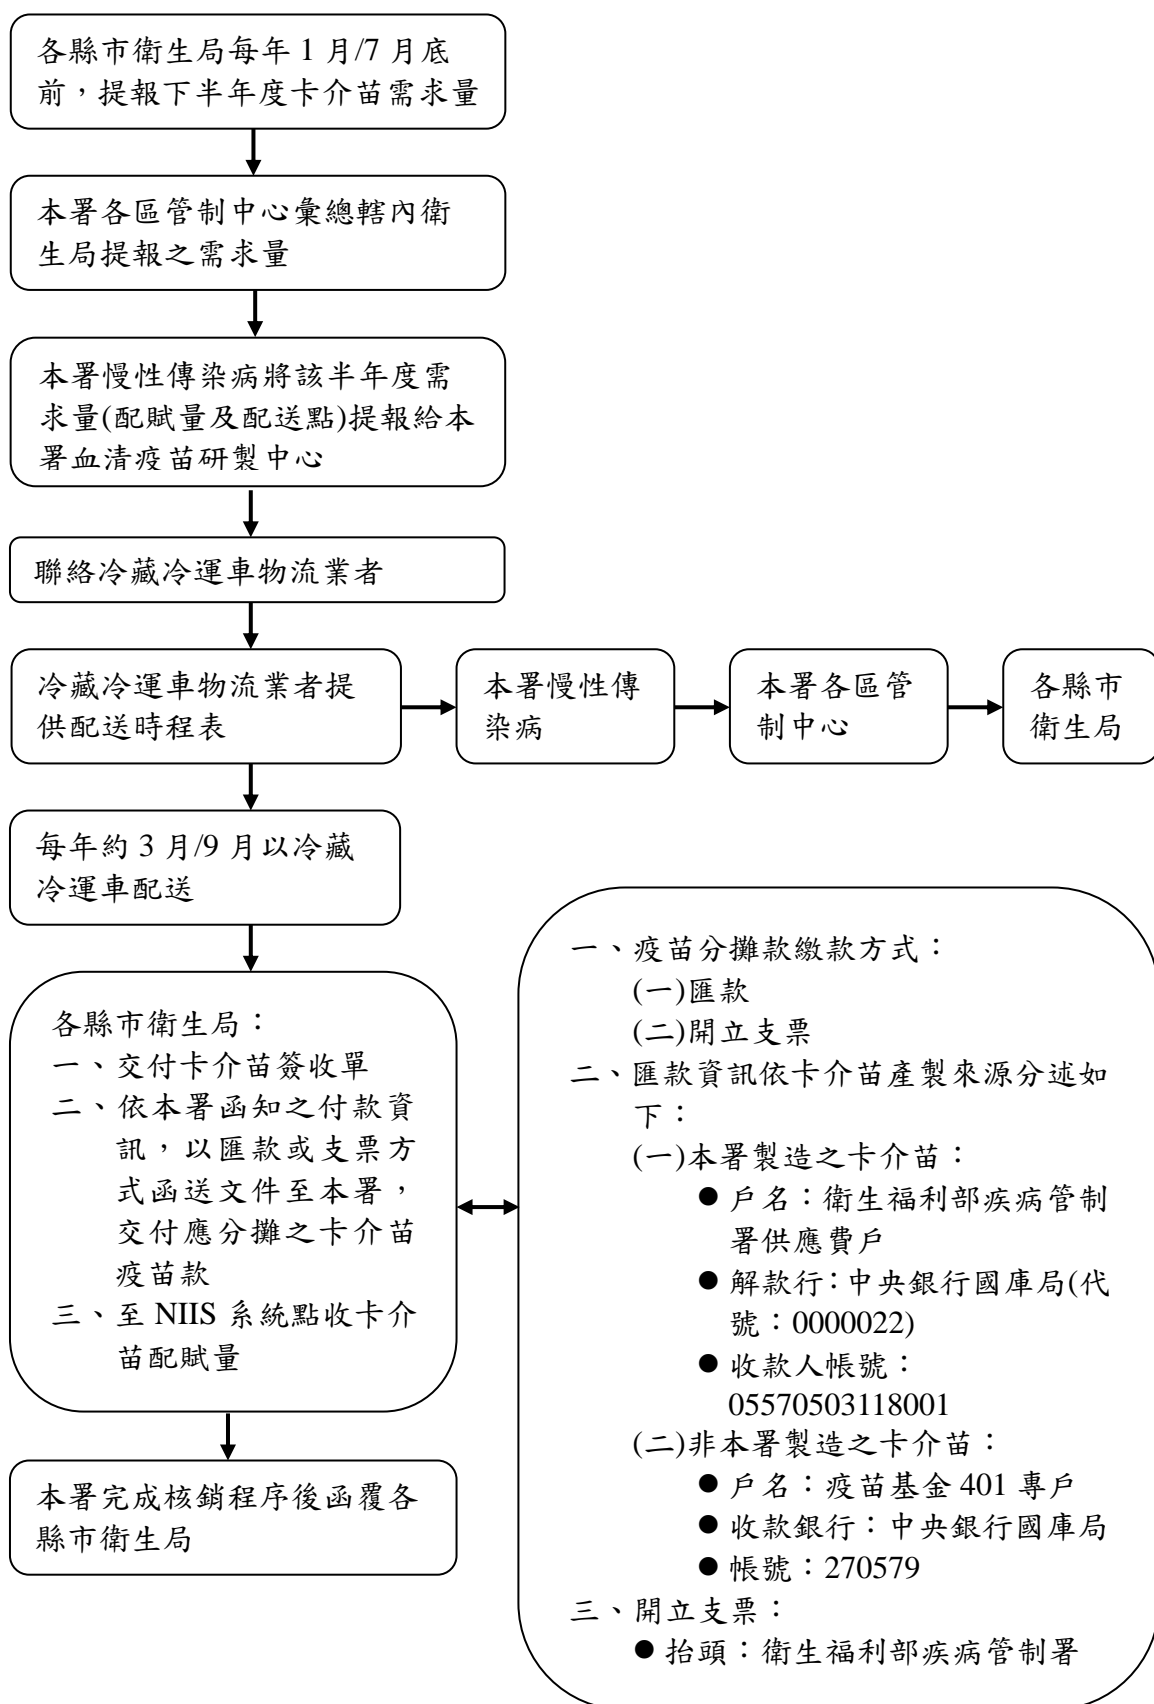 各縣市衛生局每年 1 月/7 月底
前，提報下半年度卡介苗需求量
本署各區管制中心彙總轄內衛
生局提報之需求量
本署慢性傳染病將該半年度需
求量(配賦量及配送點)提報給本
署血清疫苗研製中心
聯絡冷藏冷運車物流業者
冷藏冷運車物流業者提
供配送時程表
本署慢性傳
染病
本署各區管
制中心
各縣市
衛生局
每年約 3 月/9 月以冷藏
冷運車配送
各縣市衛生局：
一、交付卡介苗簽收單
二、依本署函知之付款資
訊，以匯款或支票方
式函送文件至本署，
交付應分攤之卡介苗
疫苗款
三、至 NIIS 系統點收卡介
苗配賦量
本署完成核銷程序後函覆各
縣市衛生局
一、疫苗分攤款繳款方式：
(一)匯款
(二)開立支票
二、匯款資訊依卡介苗產製來源分述如
下：
(一)本署製造之卡介苗：
● 戶名：衛生福利部疾病管制
署供應費戶
● 解款行：中央銀行國庫局(代
號：0000022)
● 收款人帳號：
05570503118001
(二)非本署製造之卡介苗：
● 戶名：疫苗基金 401 專戶
● 收款銀行：中央銀行國庫局
● 帳號：270579
三、開立支票：
● 抬頭：衛生福利部疾病管制署